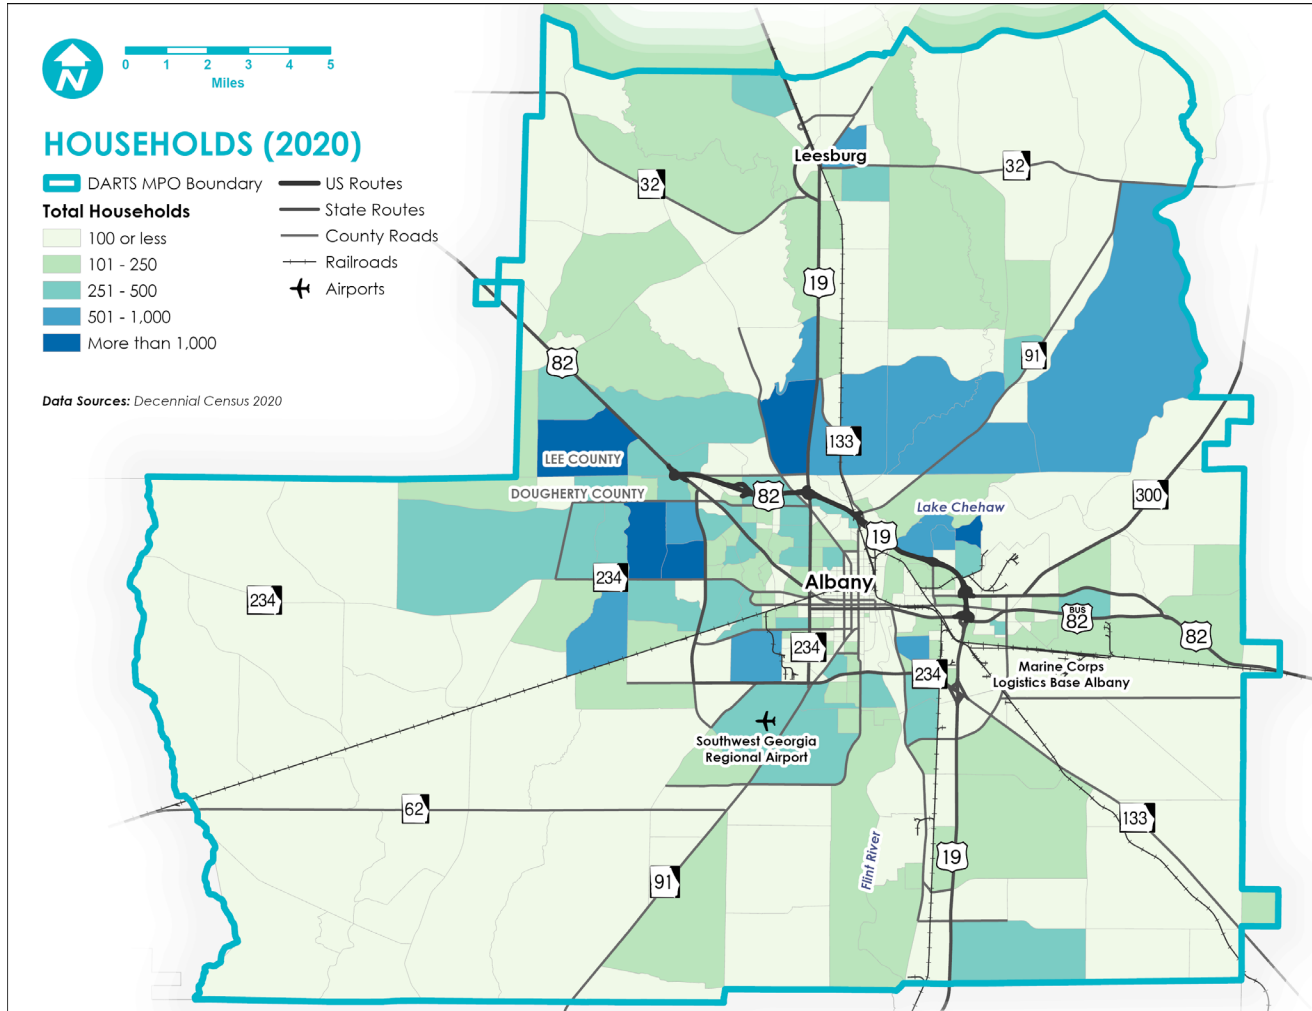 N
0 1 2 3 4 5
Miles
HOUSEHOLDS (2020)
DARTS MPO Boundary
Total Households
100 or less
101 - 250
251 - 500
501 - 1,000
More than 1,000
US Routes
State Routes
County Roads
Railroads
Airports
Data Sources: Decennial Census 2020
Leesburg
32
32
19
82
91
133
LEE COUNTY
DOUGHERTY COUNTY
82
300
Lake Chehaw
19
234
234
Albany
BUS
82
82
234
234
Marine Corps
Logistics Base Albany
Southwest Georgia
Regional Airport
62
133
Flint River
19
91